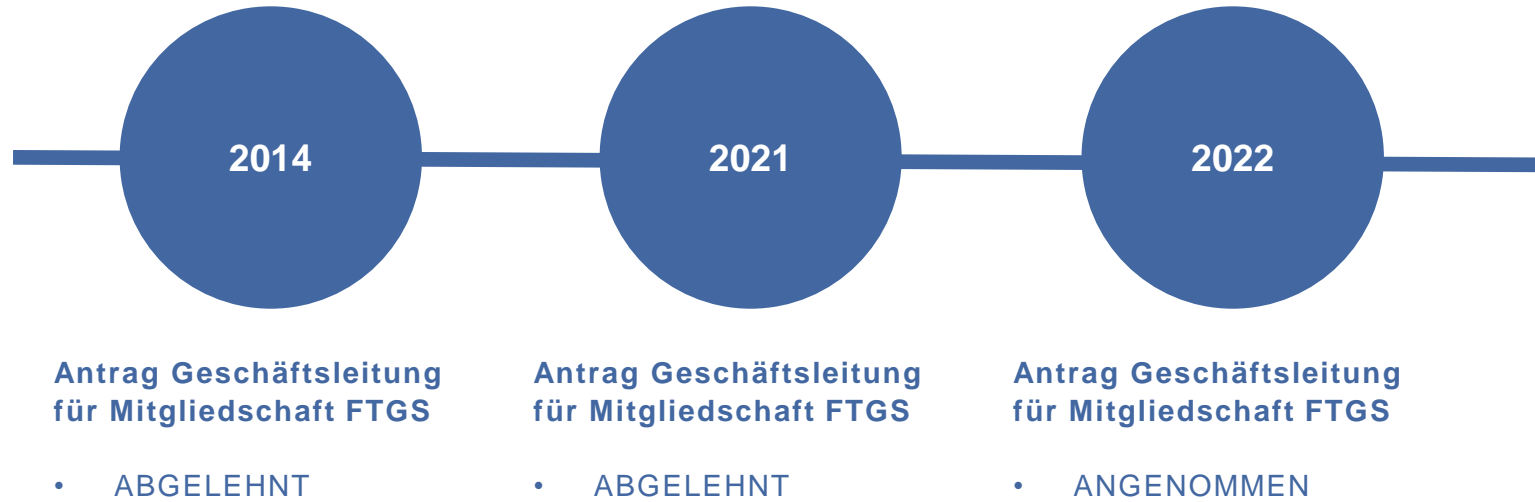 2014
2021
2022
Antrag Geschäftsleitung
für Mitgliedschaft FTGS
• ABGELEHNT
Antrag Geschäftsleitung
für Mitgliedschaft FTGS
• ABGELEHNT
Antrag Geschäftsleitung
für Mitgliedschaft FTGS
• ANGENOMMEN